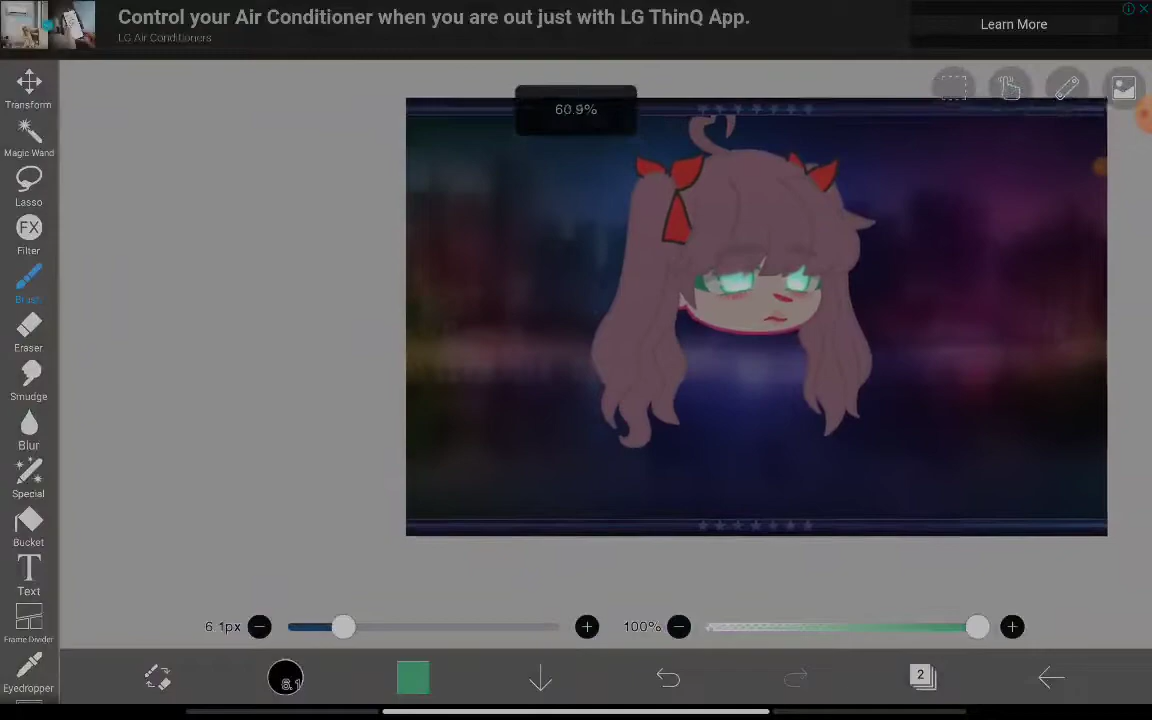 Control your Air Conditioner when you are out just with LG ThinQ App.
LG Air Conditioners
Learn More
60.9%
Transform
Magic Wand
Lasso
FX
Filter
Brush
Eraser
Smudge
Blur
Special
Bucket
T
Text
Frame Divider
Eyedropper
6.1px
100%
6.1
2